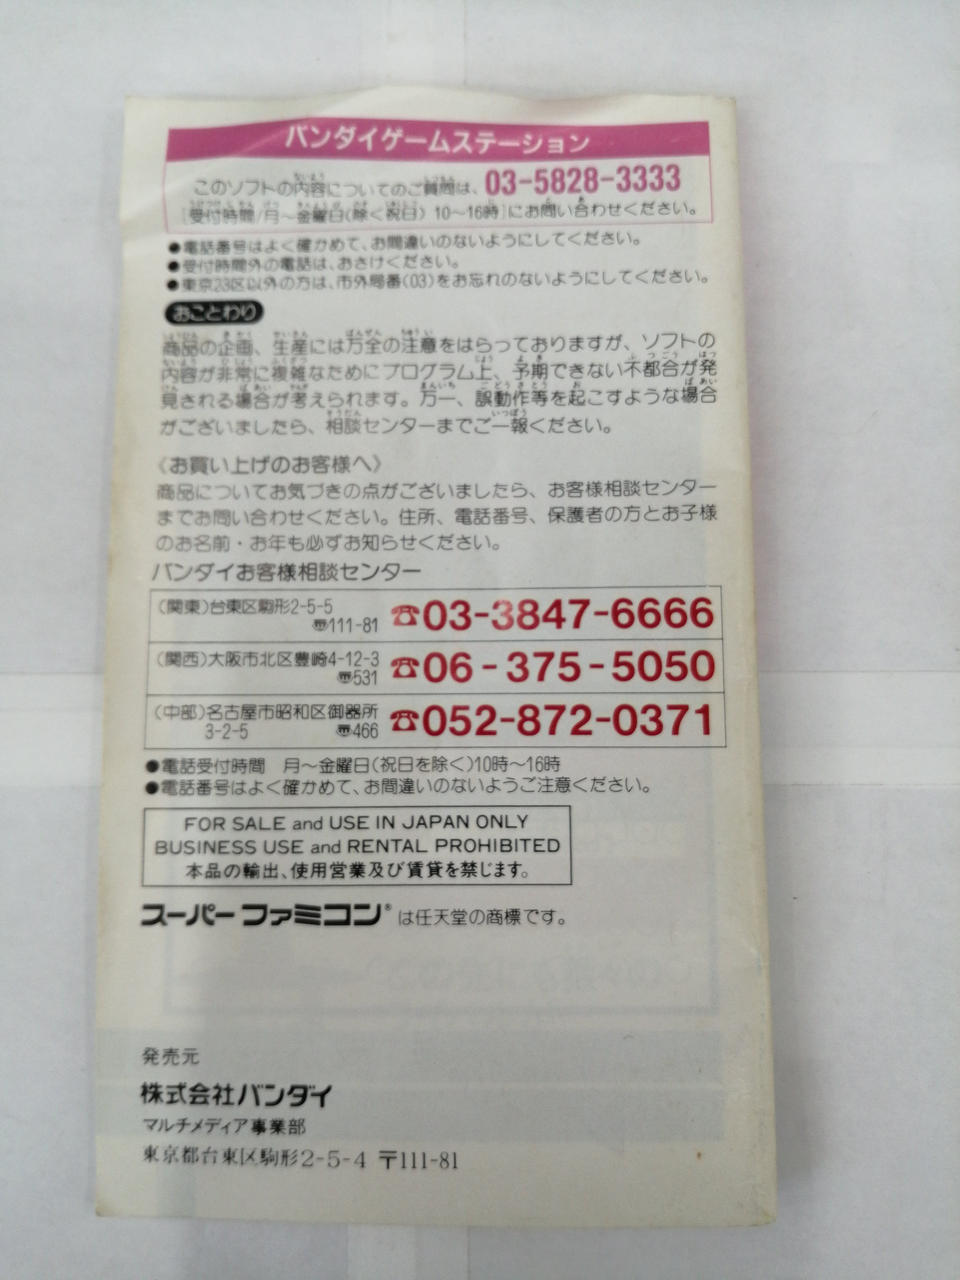 バンダイゲームステーション
このソフトの内容についてのご質問は、03-5828-3333
[受付時間/月〜金曜日(除く祝日) 10〜16時]にお問い合わせください。
●電話番号はよく確かめて、お間違いのないようにしてください。
●受付時間外の電話は、おさけください。
●東京23区以外の方は、市外局番(03)をお忘れのないようにしてください。
おことわり
商品の企画、生産には万全の注意をはらっておりますが、ソフトの
内容が非常に複雑なためにプログラム上、予期できない不都合が発
見される場合が考えられます。万一、誤動作等を起こすような場合
がございましたら、相談センターまでご一報ください。
〈お買い上げのお客様へ〉
商品についてお気づきの点がございましたら、お客様相談センター
までお問い合わせください。住所、電話番号、保護者の方とお子様
のお名前・お年も必ずお知らせください。
バンダイお客様相談センター
(関東)台東区駒形2-5-5
〠111-81 ☎03-3847-6666
(関西)大阪市北区豊崎4-12-3
〠531 ☎06-375-5050
(中部)名古屋市昭和区御器所
3-2-5 〠466 ☎052-872-0371
●電話受付時間 月〜金曜日(祝日を除く)10時〜16時
●電話番号はよく確かめて、お間違いのないようご注意ください。
FOR SALE and USE IN JAPAN ONLY
BUSINESS USE and RENTAL PROHIBITED
本品の輸出、使用営業及び賃貸を禁じます。
スーパーファミコン®は任天堂の商標です。
発売元
株式会社バンダイ
マルチメディア事業部
東京都台東区駒形2-5-4 〒111-81